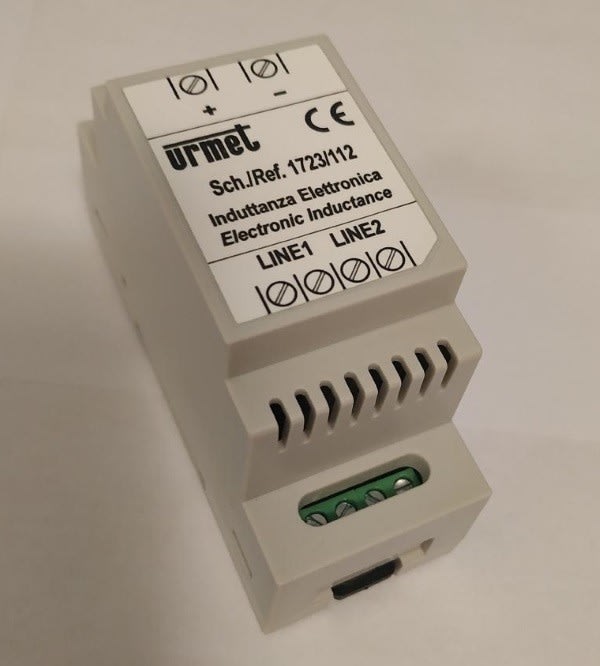 + −
urmet CE
Sch./Ref. 1723/112
Induttanza Elettronica
Electronic Inductance
LINE1 LINE2